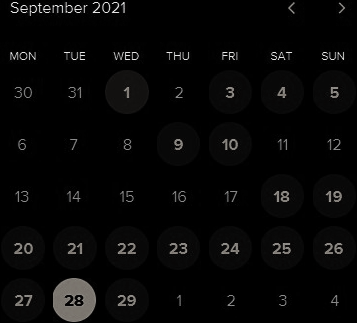 September 2021
MON TUE WED THU FRI SAT SUN
30 31 1 2 3 4 5
6 7 8 9 10 11 12
13 14 15 16 17 18 19
20 21 22 23 24 25 26
27 28 29 1 2 3 4